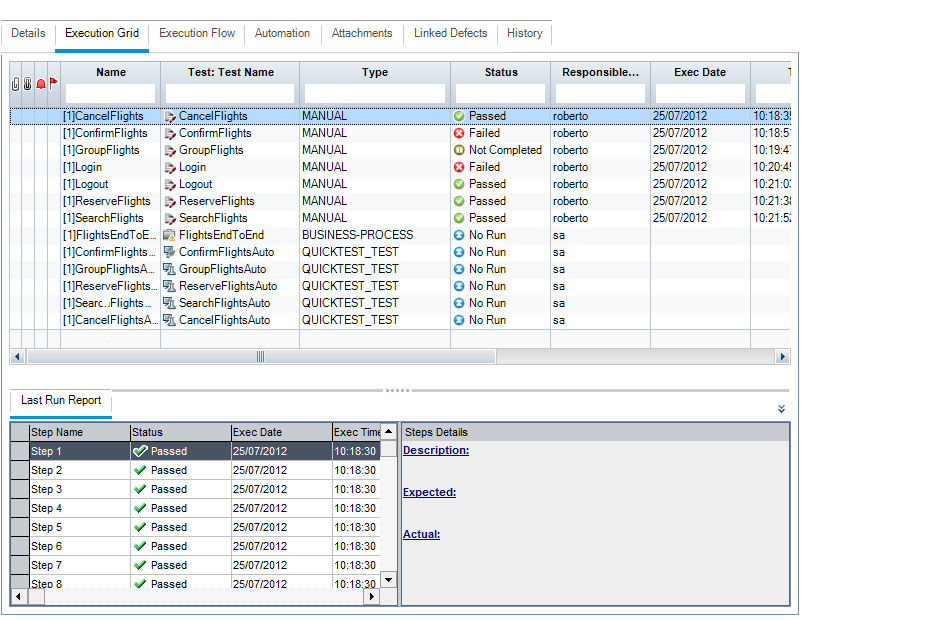 Details Execution Grid Execution Flow Automation Attachments Linked Defects History
Name Test: Test Name Type Status Responsible... Exec Date
[1]CancelFlights CancelFlights MANUAL Passed roberto 25/07/2012 10:18:35
[1]ConfirmFlights ConfirmFlights MANUAL Failed roberto 25/07/2012 10:18:5
[1]GroupFlights GroupFlights MANUAL Not Completed roberto 25/07/2012 10:19:4
[1]Login Login MANUAL Failed roberto 25/07/2012 10:20:45
[1]Logout Logout MANUAL Passed roberto 25/07/2012 10:21:0
[1]ReserveFlights ReserveFlights MANUAL Passed roberto 25/07/2012 10:21:3
[1]SearchFlights SearchFlights MANUAL Passed roberto 25/07/2012 10:21:52
[1]FlightsEndToE... FlightsEndToEnd BUSINESS-PROCESS No Run sa
[1]ConfirmFlights... ConfirmFlightsAuto QUICKTEST_TEST No Run sa
[1]GroupFlightsA... GroupFlightsAuto QUICKTEST_TEST No Run sa
[1]ReserveFlights... ReserveFlightsAuto QUICKTEST_TEST No Run sa
[1]Searc./Flights... SearchFlightsAuto QUICKTEST_TEST No Run sa
[1]CancelFlightsA... CancelFlightsAuto QUICKTEST_TEST No Run sa
Last Run Report
Step Name Status Exec Date Exec Time Steps Details
Step 1 Passed 25/07/2012 10:18:30 Description:
Step 2 Passed 25/07/2012 10:18:30
Step 3 Passed 25/07/2012 10:18:30 Expected:
Step 4 Passed 25/07/2012 10:18:30
Step 5 Passed 25/07/2012 10:18:30 Actual:
Step 6 Passed 25/07/2012 10:18:30
Step 7 Passed 25/07/2012 10:18:30
Step 8 Passed 25/07/2012 10:18:30